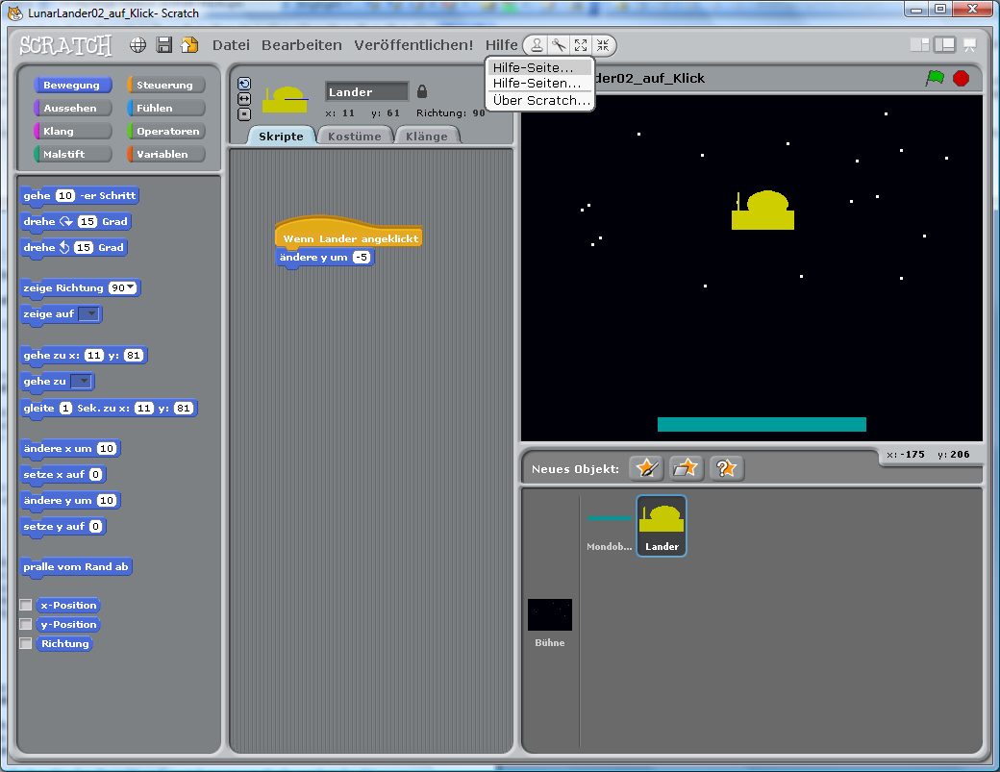 LunarLander02_auf_Klick- Scratch
SCRATCH Datei Bearbeiten Veröffentlichen! Hilfe
Hilfe-Seite...
Hilfe-Seiten...
Über Scratch...
Bewegung Steuerung
Aussehen Fühlen
Klang Operatoren
Malstift Variablen
Lander
x: 11 y: 61 Richtung: 90
Skripte Kostüme Klänge
der02_auf_Klick
gehe 10 -er Schritt
drehe 15 Grad
drehe 15 Grad
zeige Richtung 90
zeige auf
gehe zu x: 11 y: 81
gehe zu
gleite 1 Sek. zu x: 11 y: 81
ändere x um 10
setze x auf 0
ändere y um 10
setze y auf 0
pralle vom Rand ab
x-Position
y-Position
Richtung
Wenn Lander angeklickt
ändere y um -5
x: -175 y: 206
Neues Objekt:
Mondob... Lander
Bühne